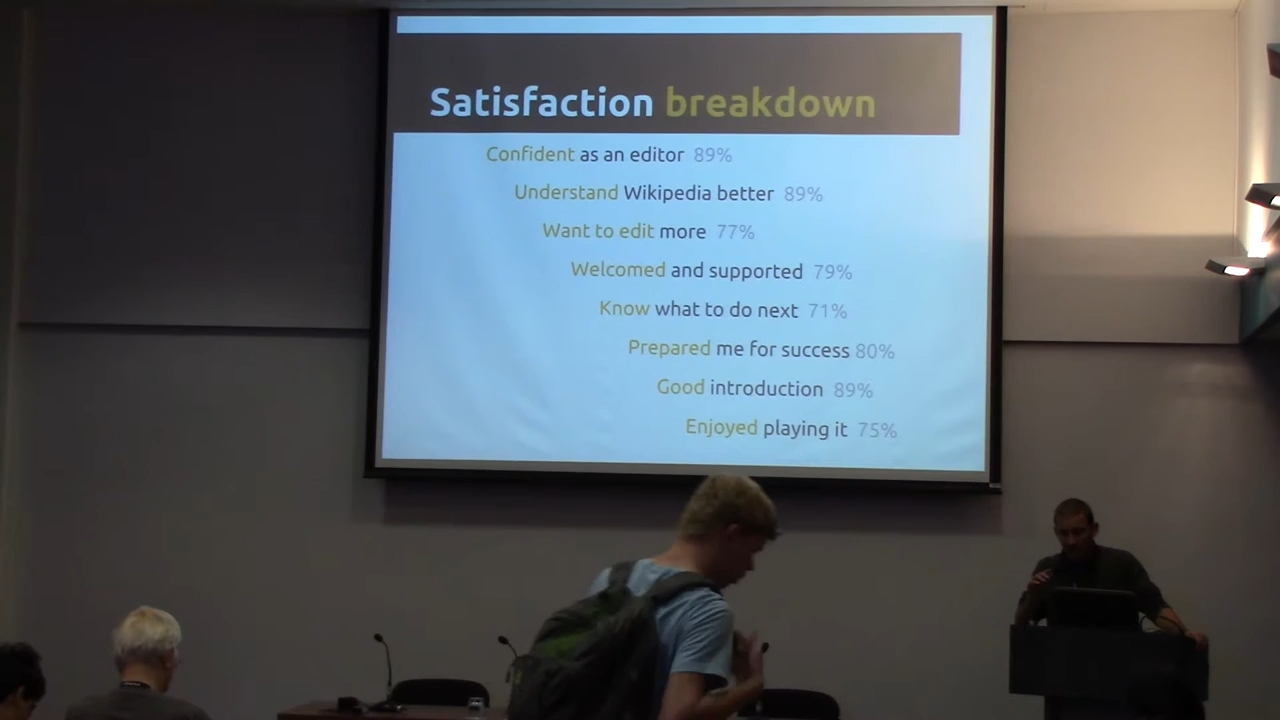 Satisfaction breakdown
Confident as an editor 89%
Understand Wikipedia better 89%
Want to edit more 77%
Welcomed and supported 79%
Know what to do next 71%
Prepared me for success 80%
Good introduction 89%
Enjoyed playing it 75%